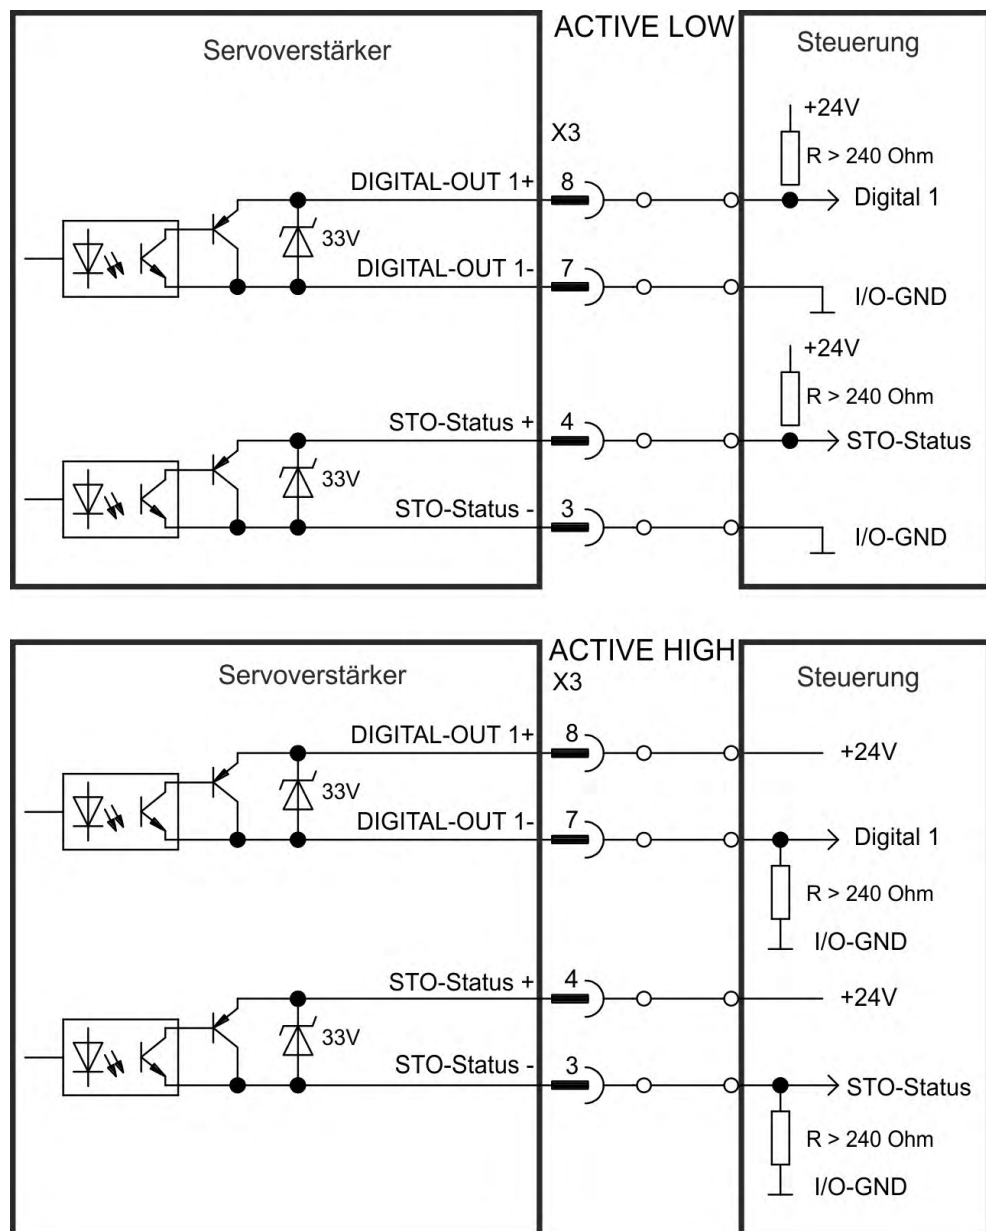 ACTIVE LOW
Servoverstärker
Steuerung
+24V
X3
R > 240 Ohm
DIGITAL-OUT 1+
8
Digital 1
33V
DIGITAL-OUT 1-
7
I/O-GND
+24V
R > 240 Ohm
STO-Status +
4
STO-Status
33V
STO-Status -
3
I/O-GND
ACTIVE HIGH
Servoverstärker
X3
Steuerung
DIGITAL-OUT 1+
8
+24V
33V
DIGITAL-OUT 1-
7
Digital 1
R > 240 Ohm
I/O-GND
STO-Status +
4
+24V
33V
STO-Status -
3
STO-Status
R > 240 Ohm
I/O-GND